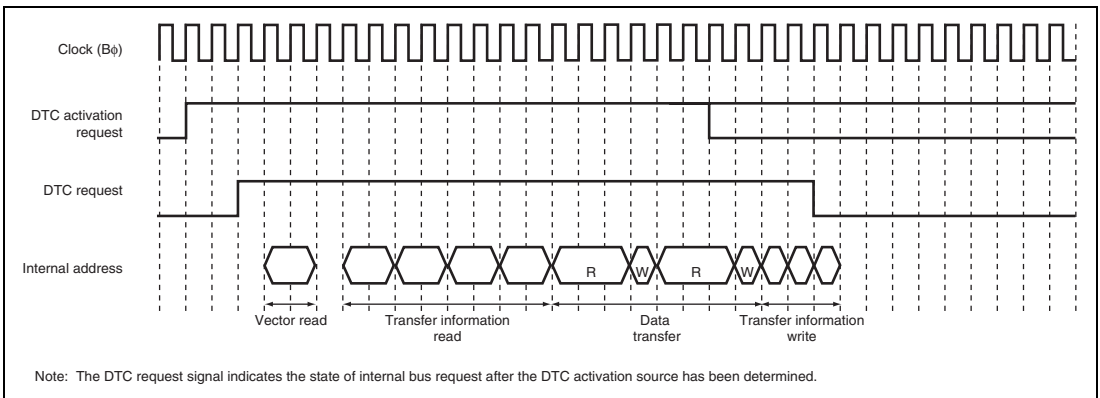 Clock (Bϕ)
DTC activation
request
DTC request
Internal address
R
W
R
W
Vector read
Transfer information
read
Data
transfer
Transfer information
write
Note: The DTC request signal indicates the state of internal bus request after the DTC activation source has been determined.